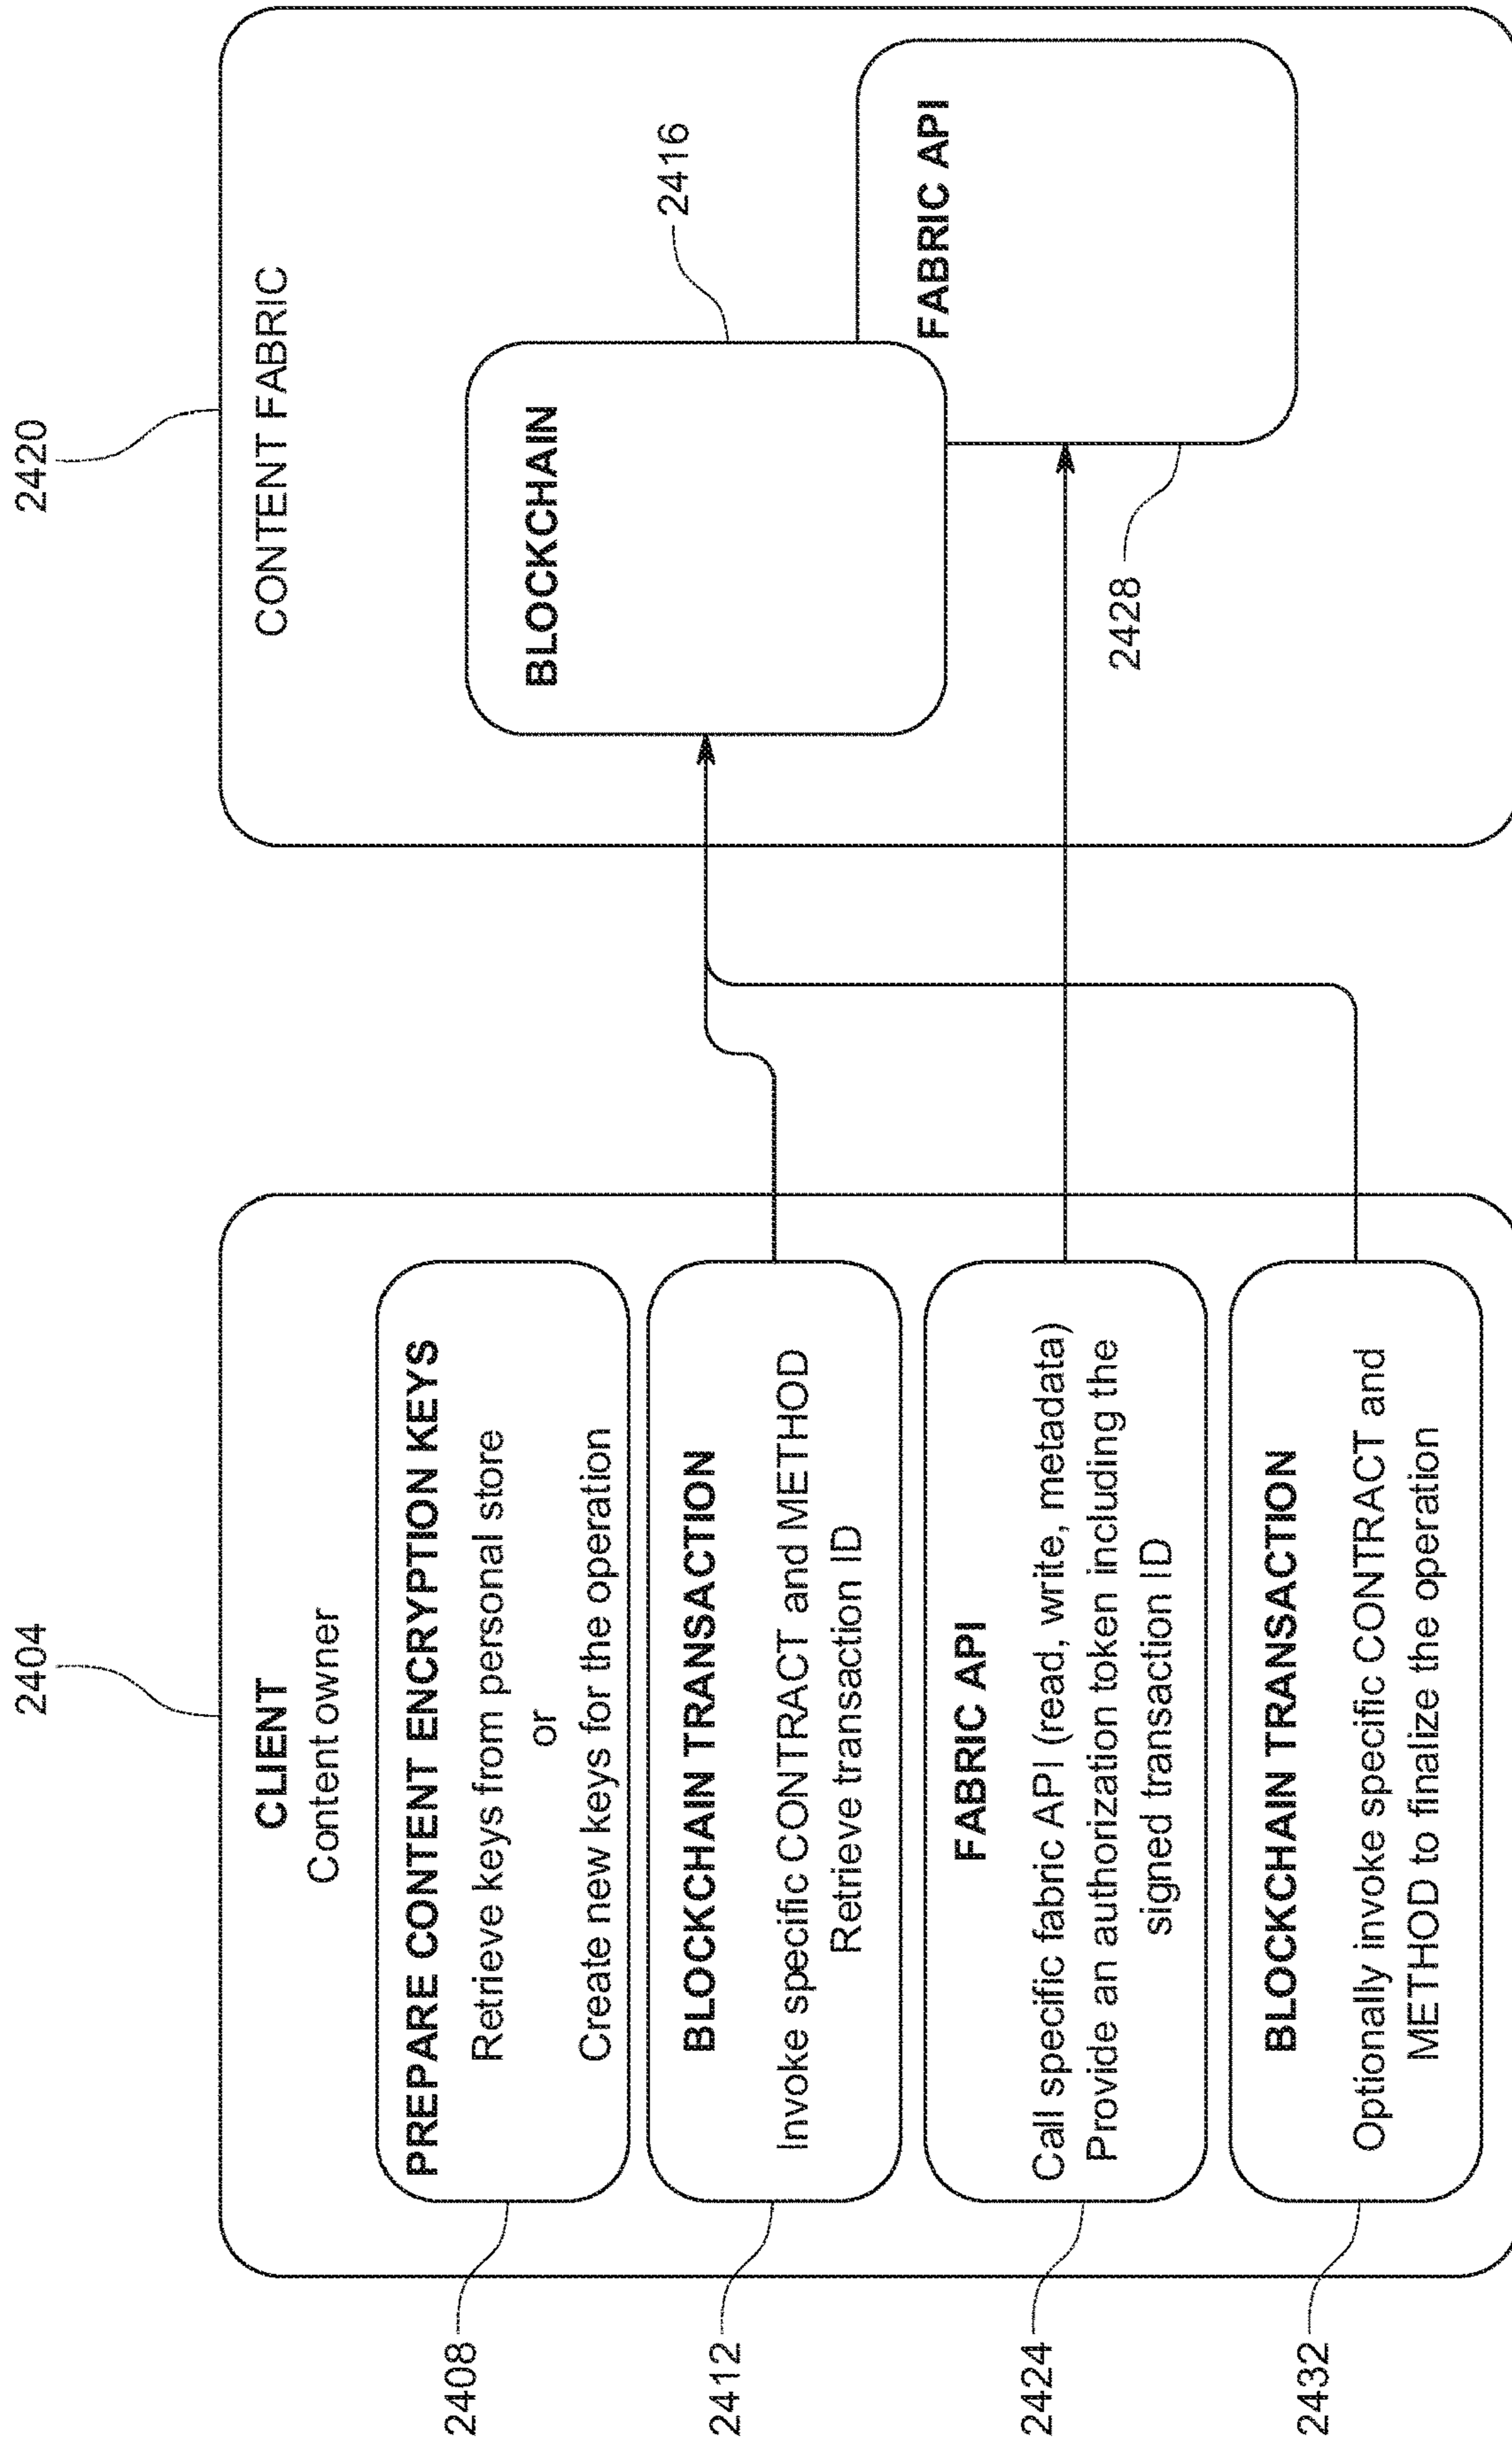 2404
CLIENT
Content owner
2408
PREPARE CONTENT ENCRYPTION KEYS
Retrieve keys from personal store
or
Create new keys for the operation
2412
BLOCKCHAIN TRANSACTION
Invoke specific CONTRACT and METHOD
Retrieve transaction ID
2424
FABRIC API
Call specific fabric API (read, write, metadata)
Provide an authorization token including the
signed transaction ID
2432
BLOCKCHAIN TRANSACTION
Optionally invoke specific CONTRACT and
METHOD to finalize the operation
2420
CONTENT FABRIC
BLOCKCHAIN
2416
FABRIC API
2428